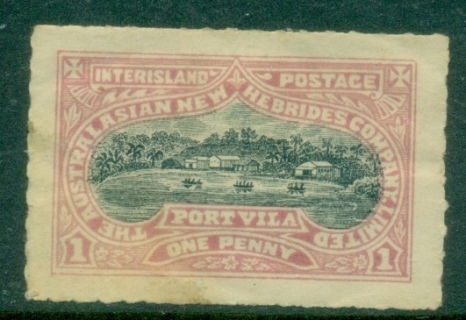 INTERISLAND POSTAGE
THE AUSTRALASIAN NEW HEBRIDES COMPANY, LIMITED
PORT VILA
1 ONE PENNY 1